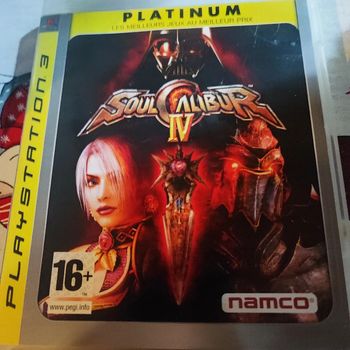 PLATINUM
LES MEILLEURS JEUX AU MEILLEUR PRIX
PLAYSTATION 3
SOULCALIBUR
IV
16+
www.pegi.info
namco